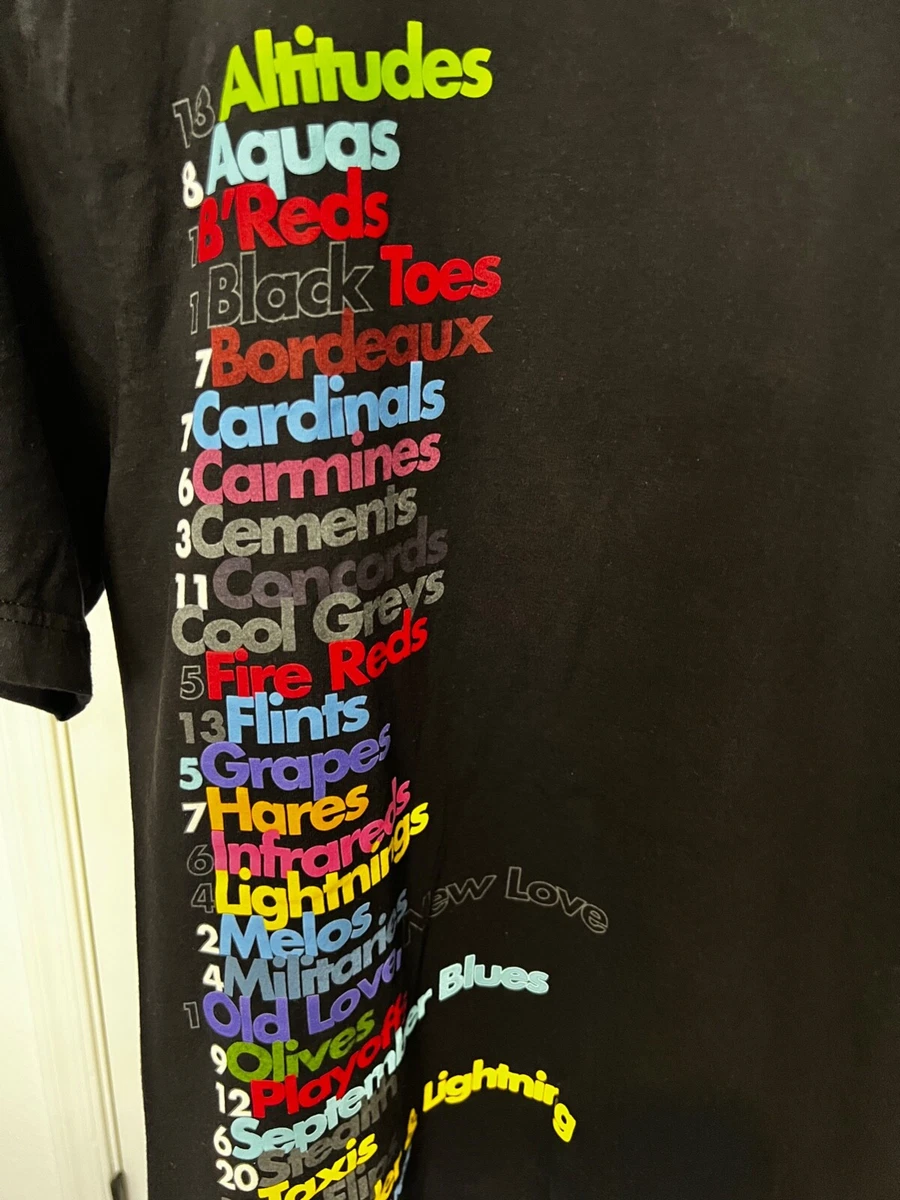 13 Altitudes
8 Aquas
1 B'Reds
1 Black Toes
7 Bordeaux
7 Cardinals
6 Carmines
3 Cements
11 Concords
Cool Greys
5 Fire Reds
13 Flints
5 Grapes
7 Hares
6 Infrareds
4 Lightnings
2 Melos
4 Militaries
1 Old Love New Love
9 Olives
12 Playoffs
6 September Blues
20 Stealth
Taxis
Lightning